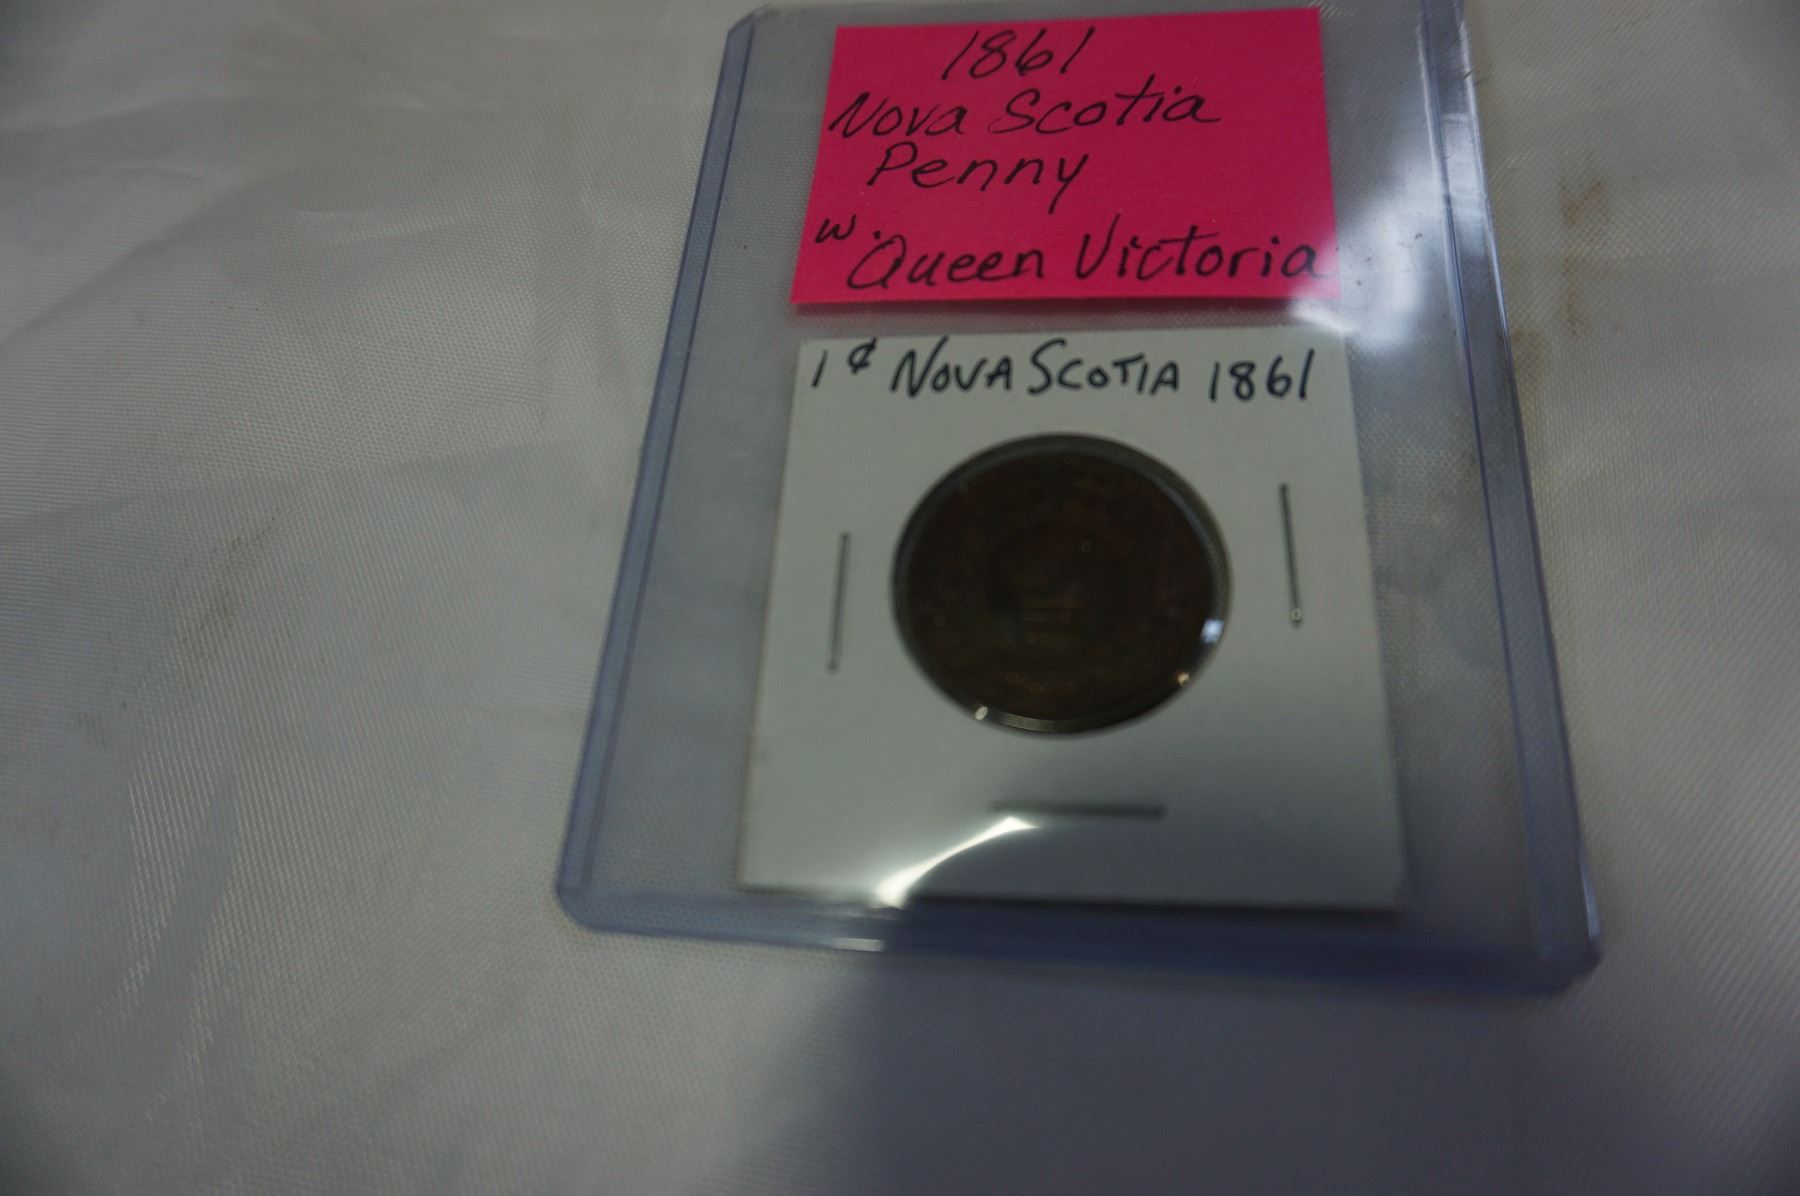 1861
Nova Scotia
Penny
w.
Queen Victoria
1¢ NOVA SCOTIA 1861